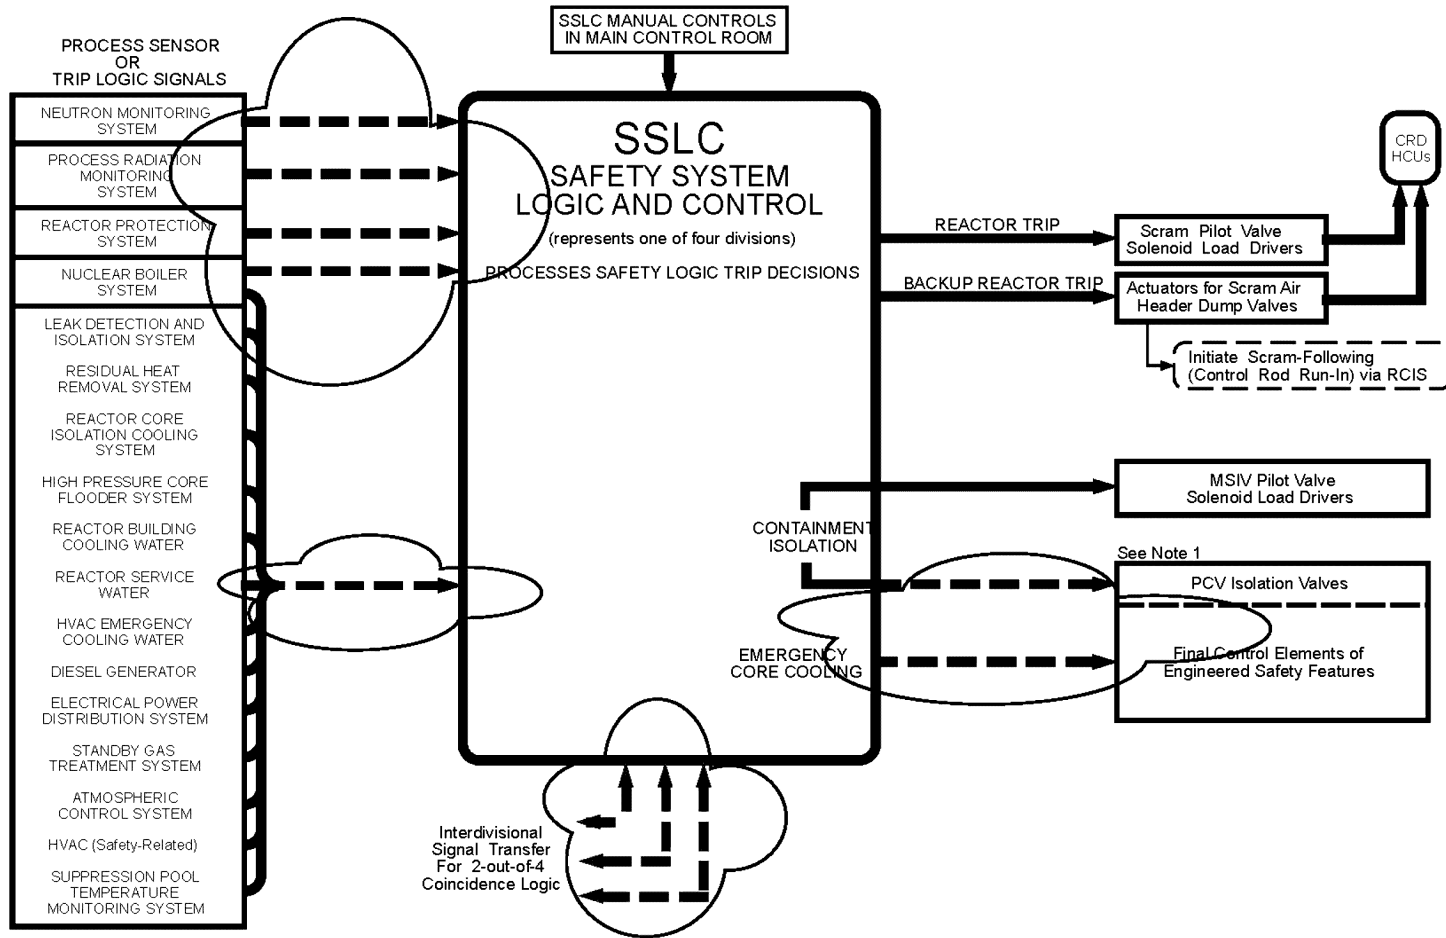 SSLC MANUAL CONTROLS
IN MAIN CONTROL ROOM
PROCESS SENSOR
OR
TRIP LOGIC SIGNALS
NEUTRON MONITORING
SYSTEM
PROCESS RADIATION
MONITORING
SYSTEM
REACTOR PROTECTION
SYSTEM
NUCLEAR BOILER
SYSTEM
LEAK DETECTION AND
ISOLATION SYSTEM
RESIDUAL HEAT
REMOVAL SYSTEM
REACTOR CORE
ISOLATION COOLING
SYSTEM
HIGH PRESSURE CORE
FLOODER SYSTEM
REACTOR BUILDING
COOLING WATER
REACTOR SERVICE
WATER
HVAC EMERGENCY
COOLING WATER
DIESEL GENERATOR
ELECTRICAL POWER
DISTRIBUTION SYSTEM
STANDBY GAS
TREATMENT SYSTEM
ATMOSPHERIC
CONTROL SYSTEM
HVAC (Safety-Related)
SUPPRESSION POOL
TEMPERATURE
MONITORING SYSTEM
SSLC
SAFETY SYSTEM
LOGIC AND CONTROL
(represents one of four divisions)
PROCESSES SAFETY LOGIC TRIP DECISIONS
CONTAINMENT
ISOLATION
EMERGENCY
CORE COOLING
Interdivisional
Signal Transfer
For 2-out-of-4
Coincidence Logic
REACTOR TRIP
BACKUP REACTOR TRIP
CRD
HCUs
Scram Pilot Valve
Solenoid Load Drivers
Actuators for Scram Air
Header Dump Valves
Initiate Scram-Following
(Control Rod Run-In) via RCIS
MSIV Pilot Valve
Solenoid Load Drivers
See Note 1
PCV Isolation Valves
Final Control Elements of
Engineered Safety Features